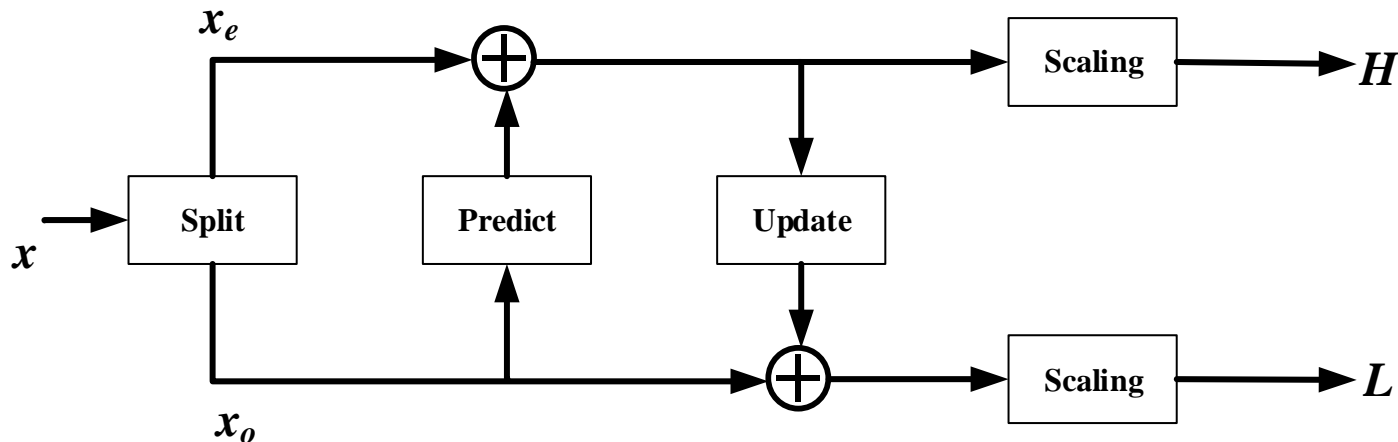 x_e
Scaling
H
Split
Predict
Update
x
Scaling
L
x_o